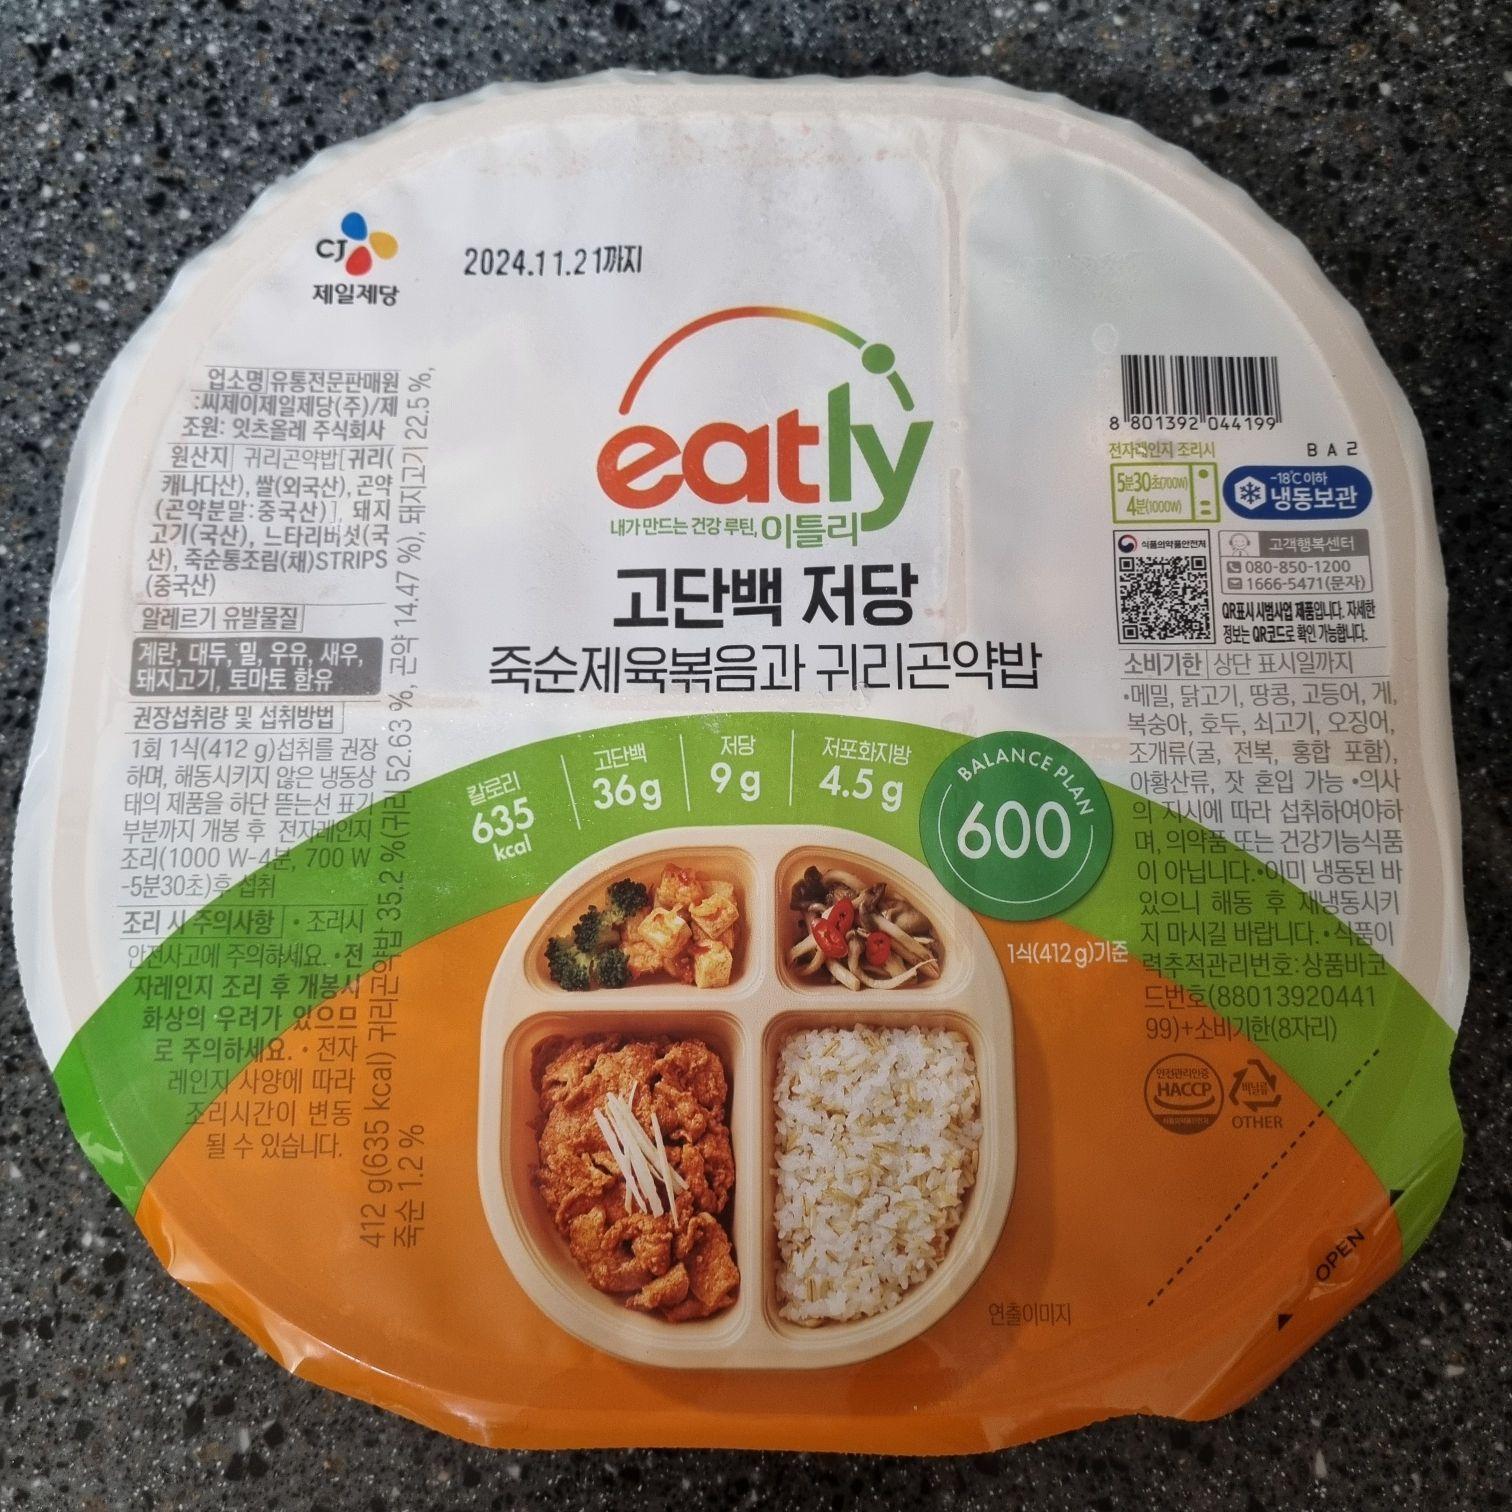 CJ
제일제당
2024.11.21까지
eatly
내가 만드는 건강 루틴, 이틀리
고단백 저당
죽순제육볶음과 귀리곤약밥
칼로리
635
kcal
고단백
36g
저당
9g
저포화지방
4.5g
BALANCE PLAN
600
1식(412g)기준
연출이미지
업소명 유통전문판매원
:씨제이제일제당(주)/제
조원: 잇츠올레 주식회사
원산지 귀리곤약밥[귀리(
캐나다산), 쌀(외국산), 곤약
(곤약분말:중국산)], 돼지
고기(국산), 느타리버섯(국
산), 죽순통조림(채)STRIPS
(중국산)
알레르기 유발물질
계란, 대두, 밀, 우유, 새우,
돼지고기, 토마토 함유
권장섭취량 및 섭취방법
1회 1식(412 g)섭취를 권장
하며, 해동시키지 않은 냉동상
태의 제품을 하단 뜯는선 표기
부분까지 개봉 후 전자레인지
조리(1000 W-4분, 700 W
-5분30초)후 섭취
조리 시 주의사항 • 조리시
안전사고에 주의하세요. •전
자레인지 조리 후 개봉시
화상의 우려가 있으므
로 주의하세요. • 전자
레인지 사양에 따라
조리시간이 변동
될 수 있습니다.
412 g(635 kcal) 귀리곤약밥 35.2 %(귀리 52.63 %, 곤약 14.47 %), 돼지고기 22.5 %,
죽순 1.2 %
8 801392 044199
전자레인지 조리시
BA2
5분30초(700W)
4분(1000W)
-18℃ 이하
냉동보관
식품의약품안전처
고객행복센터
080-850-1200
1666-5471(문자)
QR표시 시범사업 제품입니다. 자세한
정보는 QR코드로 확인 가능합니다.
소비기한 상단 표시일까지
•메밀, 닭고기, 땅콩, 고등어, 게,
복숭아, 호두, 쇠고기, 오징어,
조개류(굴, 전복, 홍합 포함),
아황산류, 잣 혼입 가능 •의사
의 지시에 따라 섭취하여야하
며, 의약품 또는 건강기능식품
이 아닙니다.•이미 냉동된 바
있으니 해동 후 재냉동시키
지 마시길 바랍니다.•식품이
력추적관리번호:상품바코
드번호(88013920441
99)+소비기한(8자리)
안전관리인증
HACCP
식품의약품안전처
비닐류
OTHER
OPEN